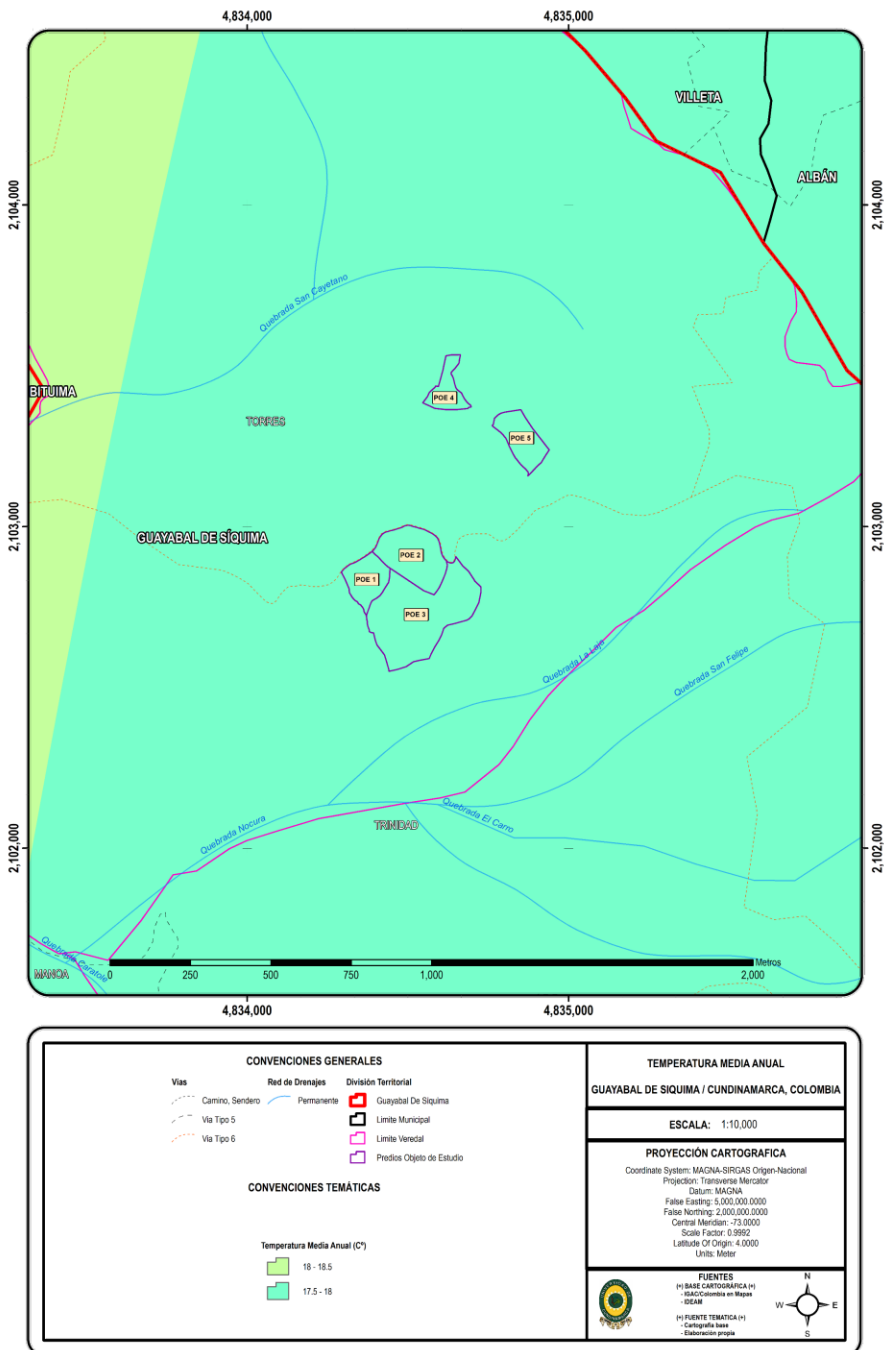 4,834,000
4,835,000
VILLETA
ALBÁN
2,104,000
2,104,000
Quebrada San Cayetano
BITUIMA
POE 4
TORRES
POE 5
2,103,000
2,103,000
GUAYABAL DE SÍQUIMA
POE 2
POE 1
POE 3
Quebrada La Laja
Quebrada San Felipe
Quebrada Nocura
TRINIDAD
Quebrada El Carro
2,102,000
2,102,000
MANOA
Metros
0
250
500
750
1,000
2,000
4,834,000
4,835,000
CONVENCIONES GENERALES
Vias
Camino, Sendero
Via Tipo 5
Via Tipo 6
Red de Drenajes
Permanente
División Territorial
Guayabal De Siquima
Limite Municipal
Limite Veredal
Predios Objeto de Estudio
CONVENCIONES TEMÁTICAS
Temperatura Media Anual (Cº)
18 - 18.5
17.5 - 18
TEMPERATURA MEDIA ANUAL
GUAYABAL DE SIQUIMA / CUNDINAMARCA, COLOMBIA
ESCALA: 1:10,000
PROYECCIÓN CARTOGRAFICA
Coordinate System: MAGNA-SIRGAS Origen-Nacional
Projection: Transverse Mercator
Datum: MAGNA
False Easting: 5,000,000.0000
False Northing: 2,000,000.0000
Central Meridian: -73.0000
Scale Factor: 0.9992
Latitude Of Origin: 4.0000
Units: Meter
FUENTES
(+) BASE CARTOGRÁFICA (+)
- IGAC/Colombia en Mapas
- IDEAM
(+) FUENTE TEMATICA (+)
- Cartografía base
- Elaboración propia
N
W
E
S